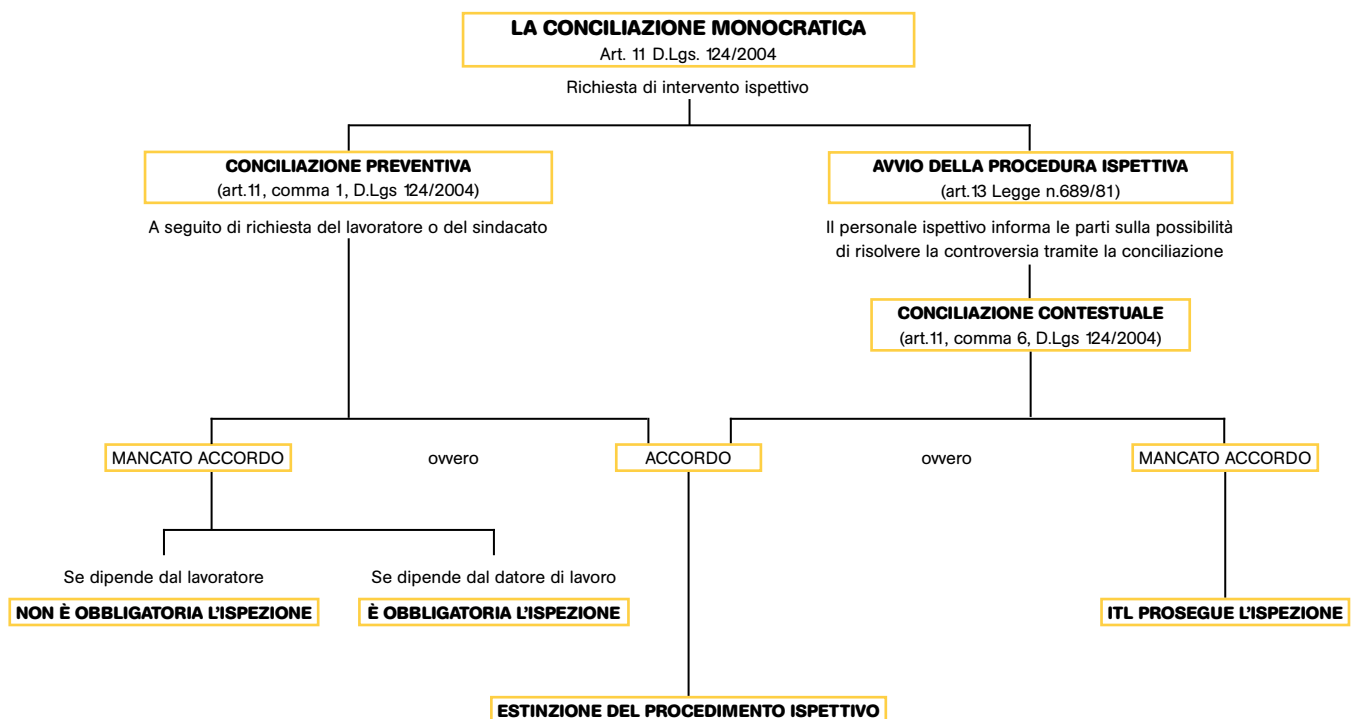 LA CONCILIAZIONE MONOCRATICA
Art. 11 D.Lgs. 124/2004
Richiesta di intervento ispettivo
CONCILIAZIONE PREVENTIVA
(art.11, comma 1, D.Lgs 124/2004)
A seguito di richiesta del lavoratore o del sindacato
AVVIO DELLA PROCEDURA ISPETTIVA
(art.13 Legge n.689/81)
Il personale ispettivo informa le parti sulla possibilità
di risolvere la controversia tramite la conciliazione
CONCILIAZIONE CONTESTUALE
(art.11, comma 6, D.Lgs 124/2004)
MANCATO ACCORDO
ovvero
ACCORDO
ovvero
MANCATO ACCORDO
Se dipende dal lavoratore
NON È OBBLIGATORIA L'ISPEZIONE
Se dipende dal datore di lavoro
È OBBLIGATORIA L'ISPEZIONE
ITL PROSEGUE L'ISPEZIONE
ESTINZIONE DEL PROCEDIMENTO ISPETTIVO